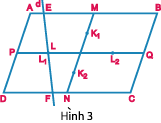 d
A E M B
K₁
P L Q
L₁ L₂
K₂
D F N C
Hình 3